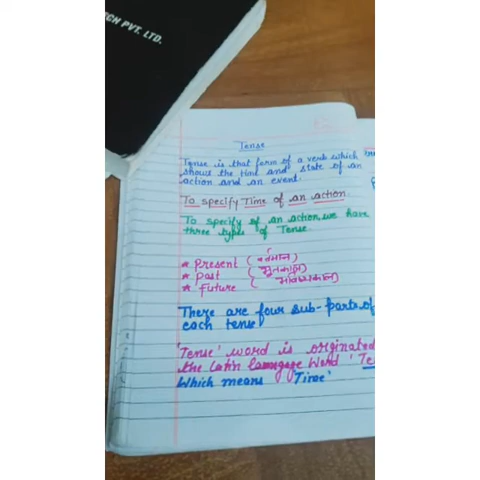 CH PVT. LTD.
Tense
Tense is that form of a verb which
shows the time and state of an
action and an event.
To specify Time of an action
To specify of an action, we have
three types of Tense.
* Present (वर्तमान)
* Past (भूतकाल)
* Future (भविष्यकाल)
There are four sub-parts of
each tense
'Tense' word is originated
the Latin language Word 'Te
Which means 'Time'